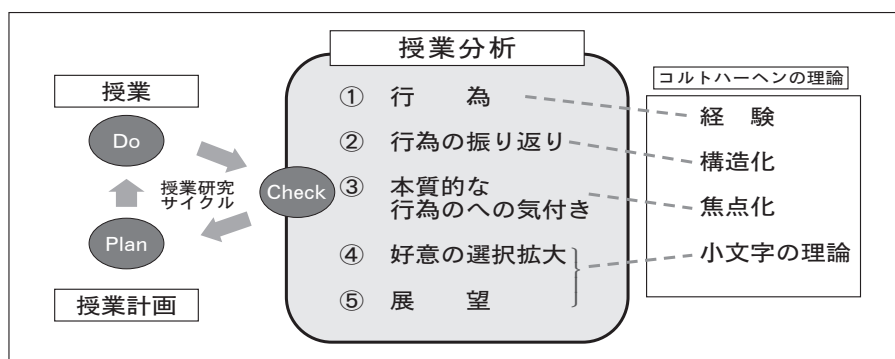 授業分析
授業
Do
授業研究
サイクル
Check
Plan
授業計画
① 行　為
② 行為の振り返り
③ 本質的な
行為のへの気付き
④ 好意の選択拡大
⑤ 展　望
コルトハーヘンの理論
経　験
構造化
焦点化
小文字の理論